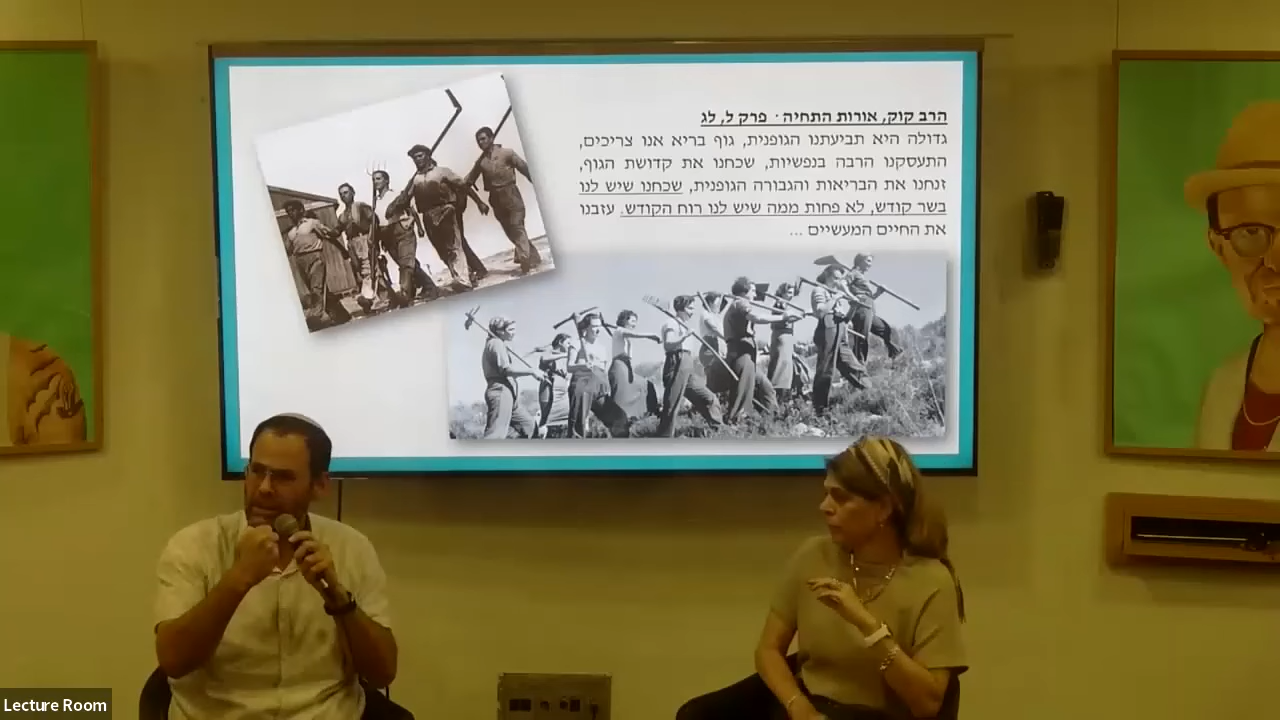 הרב קוק, אורות התחיה · פרק ל, לג
גדולה היא תביעתנו הגופנית, גוף בריא אנו צריכים,
התעסקנו הרבה בנפשיות, שכחנו את קדושת הגוף,
זנחנו את הבריאות והגבורה הגופנית, שכחנו שיש לנו
בשר קודש, לא פחות ממה שיש לנו רוח הקודש. עזבנו
את החיים המעשיים ...
Lecture Room